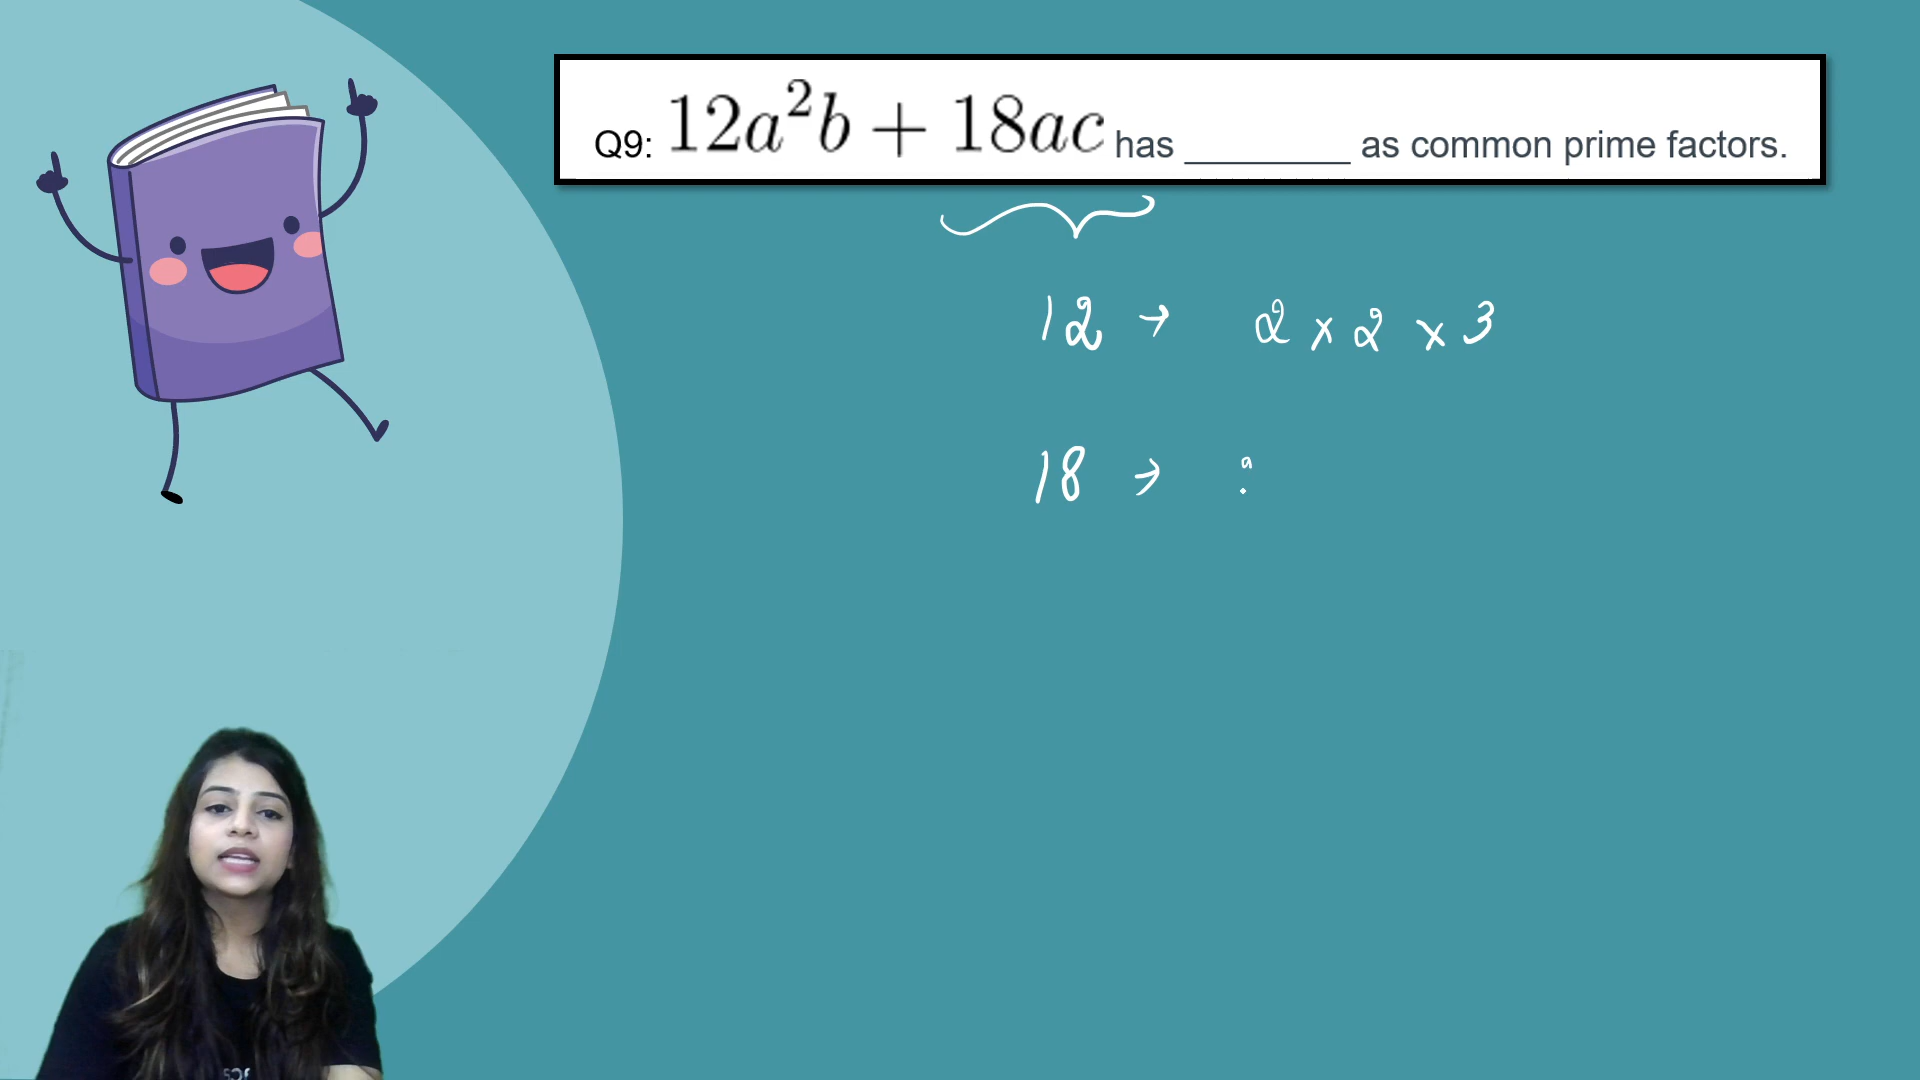 Q9: 12a²b + 18ac has ________ as common prime factors.
12 → 2 × 2 × 3
18 →